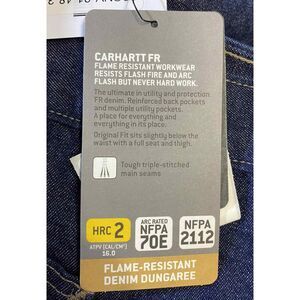 CARHARTT FR
FLAME RESISTANT WORKWEAR
RESISTS FLASH FIRE AND ARC
FLASH BUT NEVER HARD WORK.
The ultimate in utility and protection
FR denim. Reinforced back pockets
and multiple utility pockets.
A place for everything and
everything in its place.
Original Fit sits slightly below the
waist with a full seat and thigh.
Tough triple-stitched
main seams
HRC 2
ATPV [CAL/CM²]
16.0
ARC RATED
NFPA
70E
NFPA
2112
FLAME-RESISTANT
DENIM DUNGAREE